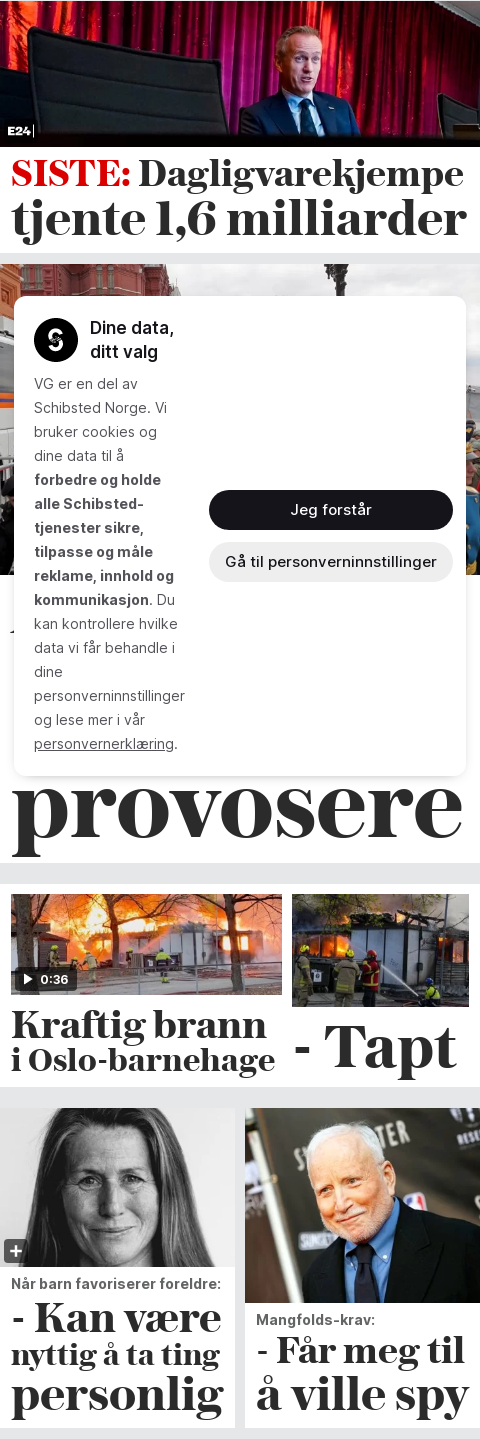 E24
SISTE: Dagligvarekjempe
tjente 1,6 milliarder
Dine data,
ditt valg
VG er en del av
Schibsted Norge. Vi
bruker cookies og
dine data til å
forbedre og holde
alle Schibsted-
tjenester sikre,
tilpasse og måle
reklame, innhold og
kommunikasjon. Du
kan kontrollere hvilke
data vi får behandle i
dine
personverninnstillinger
og lese mer i vår
personvernerklæring.
Jeg forstår
Gå til personverninnstillinger
provosere
0:36
Kraftig brann
i Oslo-barnehage
- Tapt
Når barn favoriserer foreldre:
- Kan være
nyttig å ta ting
personlig
Mangfolds-krav:
- Får meg til
å ville spy